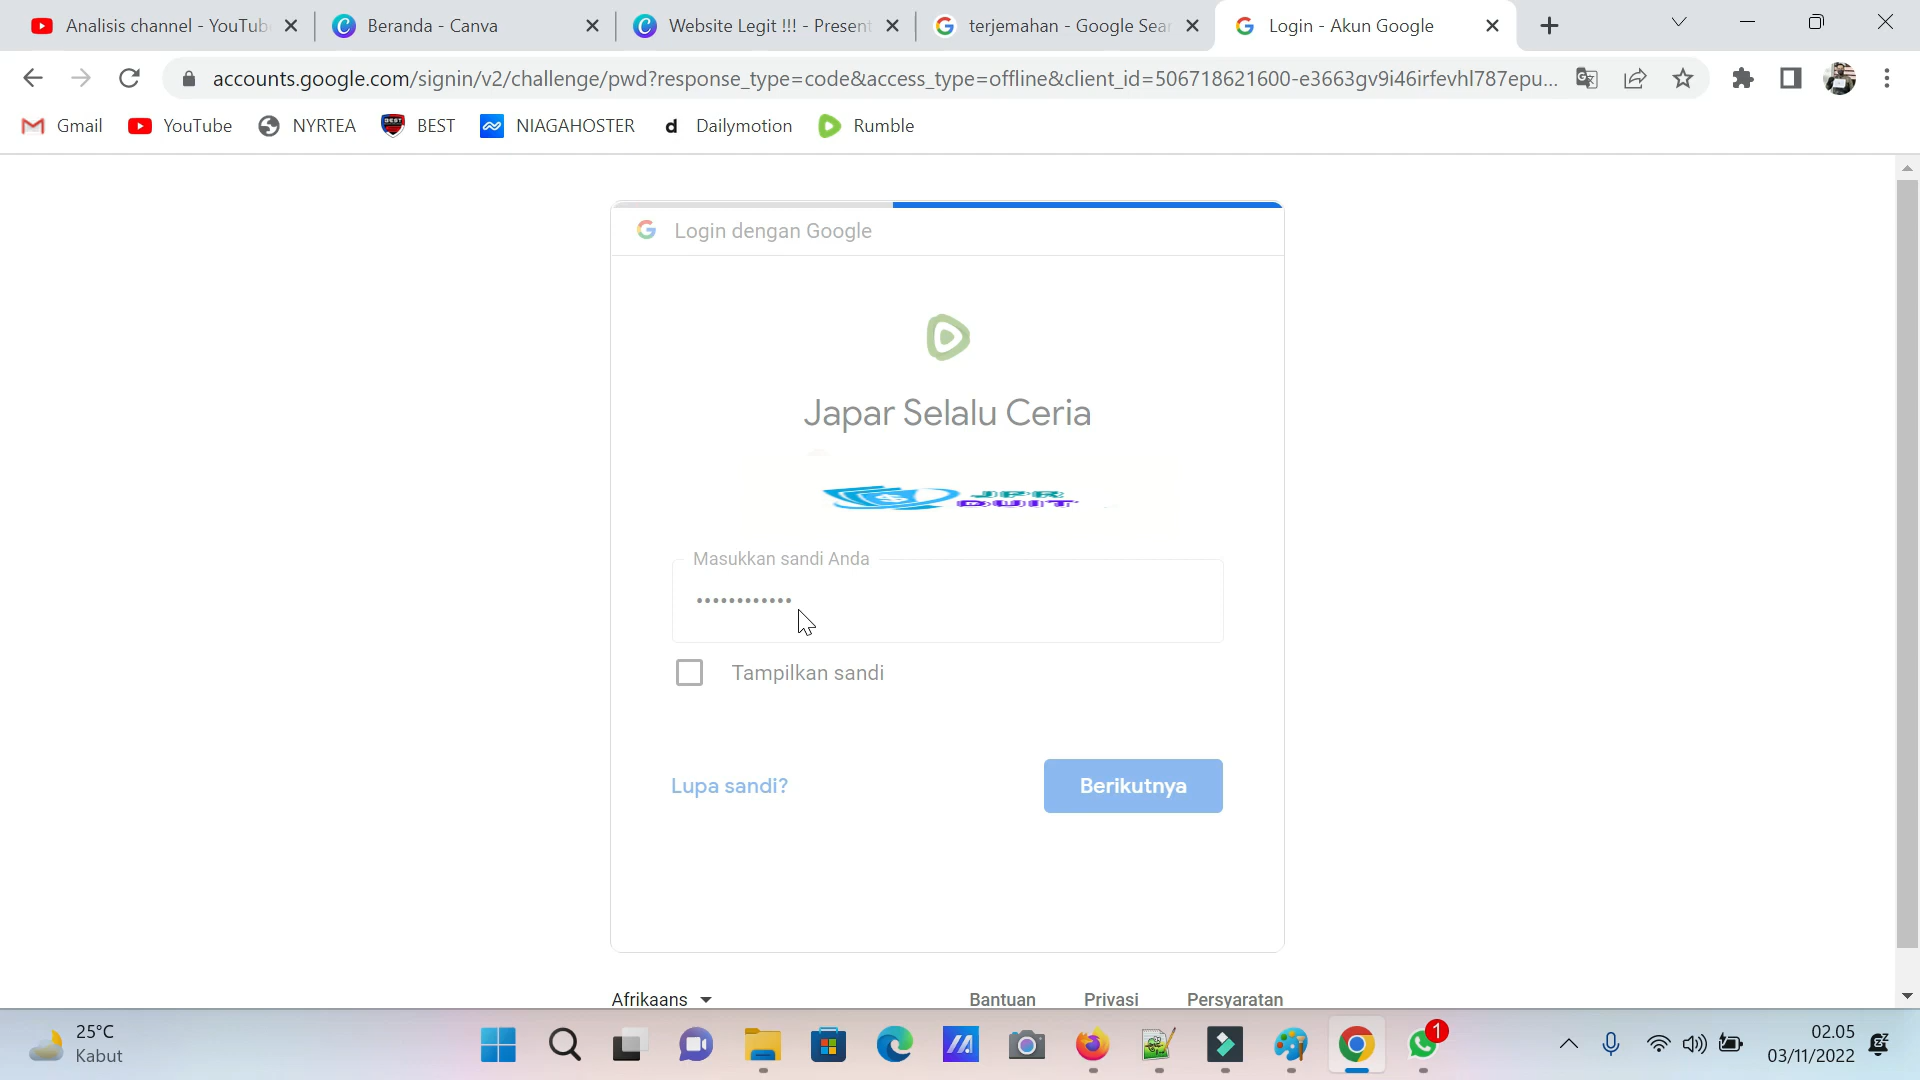 Analisis channel - YouTub
Beranda - Canva
Website Legit !!! - Present
terjemahan - Google Sear
Login - Akun Google
accounts.google.com/signin/v2/challenge/pwd?response_type=code&access_type=offline&client_id=506718621600-e3663gv9i46irfevhl787epu...
Gmail
YouTube
NYRTEA
BEST
NIAGAHOSTER
d Dailymotion
Rumble
Login dengan Google
Japar Selalu Ceria
JPR
DUIT
Masukkan sandi Anda
••••••••••••
Tampilkan sandi
Lupa sandi?
Berikutnya
Afrikaans
Bantuan
Privasi
Persyaratan
25°C
Kabut
1
02.05
03/11/2022